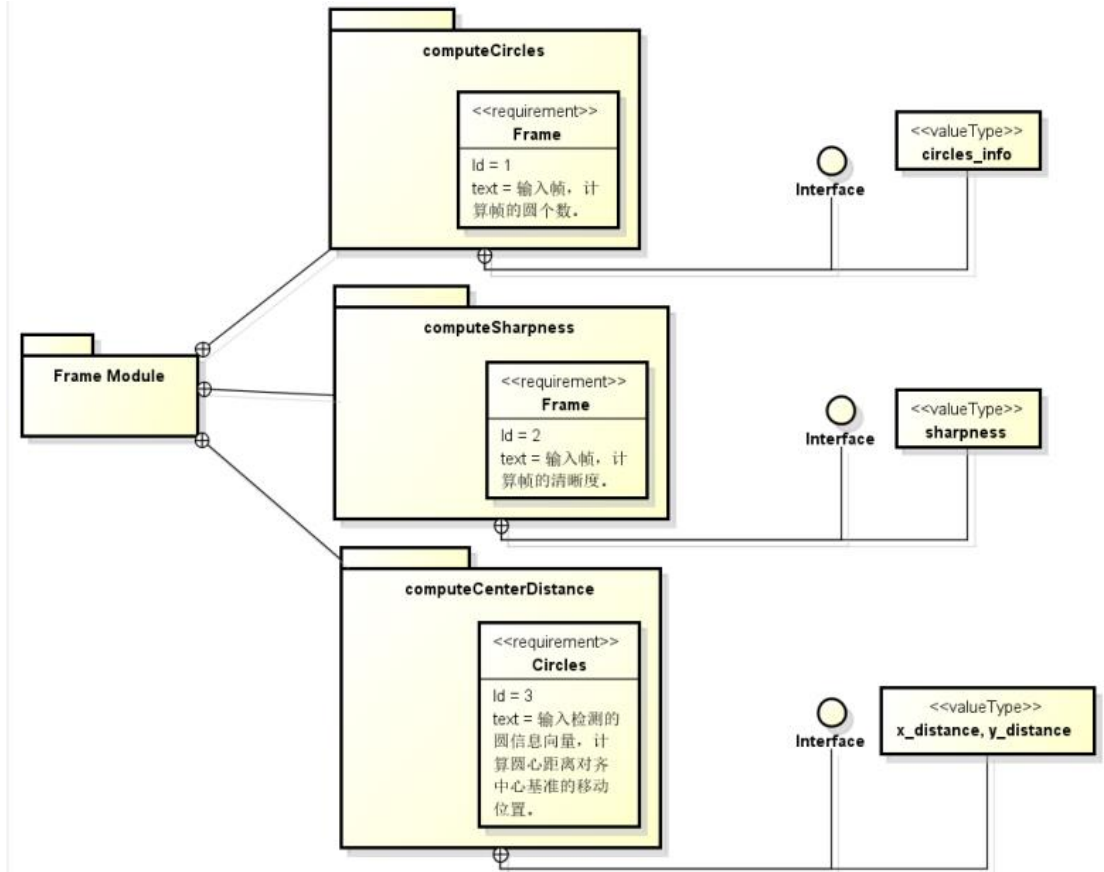 computeCircles
<<requirement>>
Frame
Id = 1
text = 输入帧，计
算帧的圆个数。
Interface
<<valueType>>
circles_info
Frame Module
computeSharpness
<<requirement>>
Frame
Id = 2
text = 输入帧，计
算帧的清晰度。
Interface
<<valueType>>
sharpness
computeCenterDistance
<<requirement>>
Circles
Id = 3
text = 输入检测的
圆信息向量，计
算圆心距离对齐
中心基准的移动
位置。
Interface
<<valueType>>
x_distance, y_distance